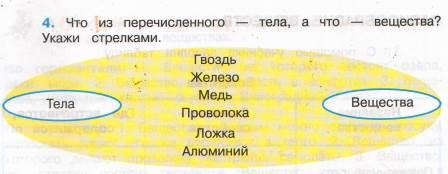 4. Что из перечисленного — тела, а что — вещества?
Укажи стрелками.
Гвоздь
Железо
Медь
Тела
Проволока
Вещества
Ложка
Алюминий